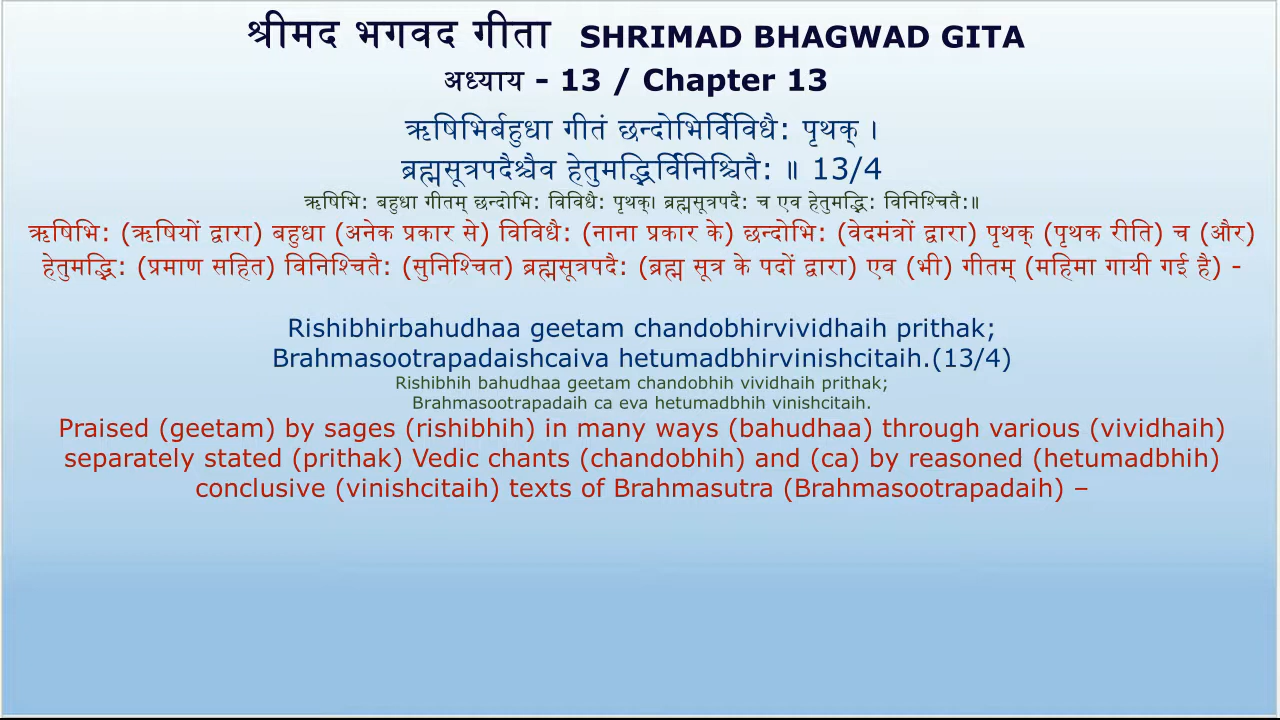 श्रीमद भगवद गीता SHRIMAD BHAGWAD GITA
अध्याय - 13 / Chapter 13
ऋषिभिर्बहुधा गीतं छन्दोभिर्विविधै: पृथक् ।
ब्रह्मसूत्रपदैश्चैव हेतुमद्भिर्विनिश्चितै: ॥ 13/4
ऋषिभि: बहुधा गीतम् छन्दोभि: विविधै: पृथक्। ब्रह्मसूत्रपदै: च एव हेतुमद्भि: विनिश्चितै:॥
ऋषिभि: (ऋषियों द्वारा) बहुधा (अनेक प्रकार से) विविधै: (नाना प्रकार के) छन्दोभि: (वेदमंत्रों द्वारा) पृथक् (पृथक रीति) च (और)
हेतुमद्भि: (प्रमाण सहित) विनिश्चितै: (सुनिश्चित) ब्रह्मसूत्रपदै: (ब्रह्म सूत्र के पदों द्वारा) एव (भी) गीतम् (महिमा गायी गई है) -
Rishibhirbahudhaa geetam chandobhirvividhaih prithak;
Brahmasootrapadaishcaiva hetumadbhirvinishcitaih.(13/4)
Rishibhih bahudhaa geetam chandobhih vividhaih prithak;
Brahmasootrapadaih ca eva hetumadbhih vinishcitaih.
Praised (geetam) by sages (rishibhih) in many ways (bahudhaa) through various (vividhaih)
separately stated (prithak) Vedic chants (chandobhih) and (ca) by reasoned (hetumadbhih)
conclusive (vinishcitaih) texts of Brahmasutra (Brahmasootrapadaih) –